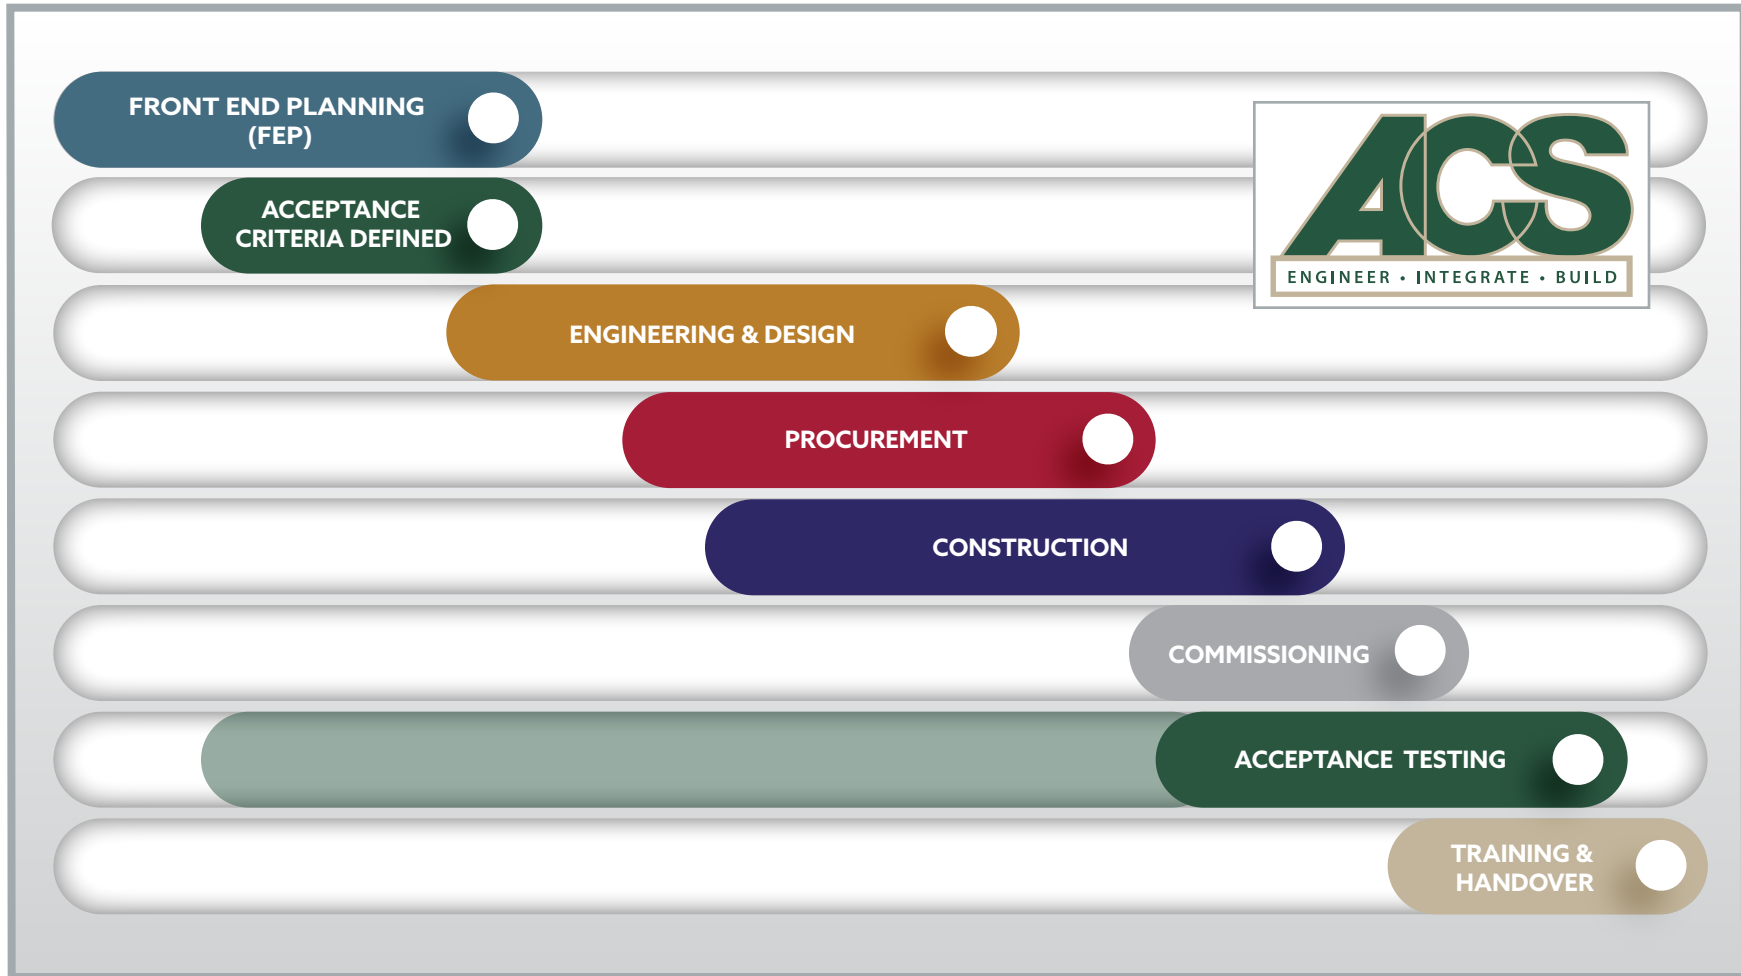 FRONT END PLANNING
(FEP)
ACS
ENGINEER • INTEGRATE • BUILD
ACCEPTANCE
CRITERIA DEFINED
ENGINEERING & DESIGN
PROCUREMENT
CONSTRUCTION
COMMISSIONING
ACCEPTANCE TESTING
TRAINING &
HANDOVER